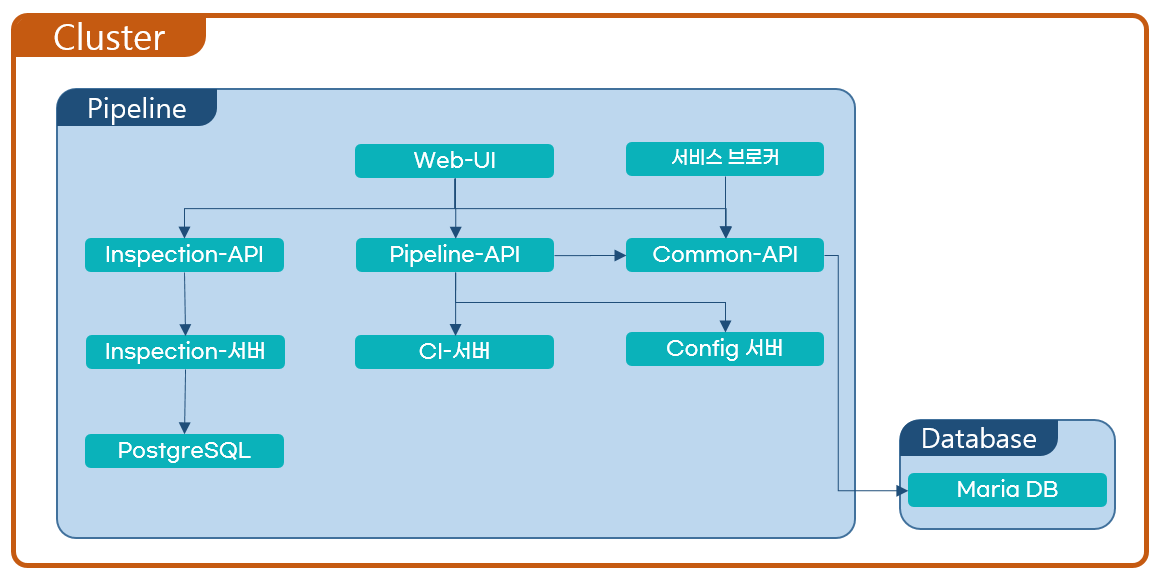 Cluster
Pipeline
Web-UI
서비스 브로커
Inspection-API
Pipeline-API
Common-API
Inspection-서버
CI-서버
Config 서버
PostgreSQL
Database
Maria DB